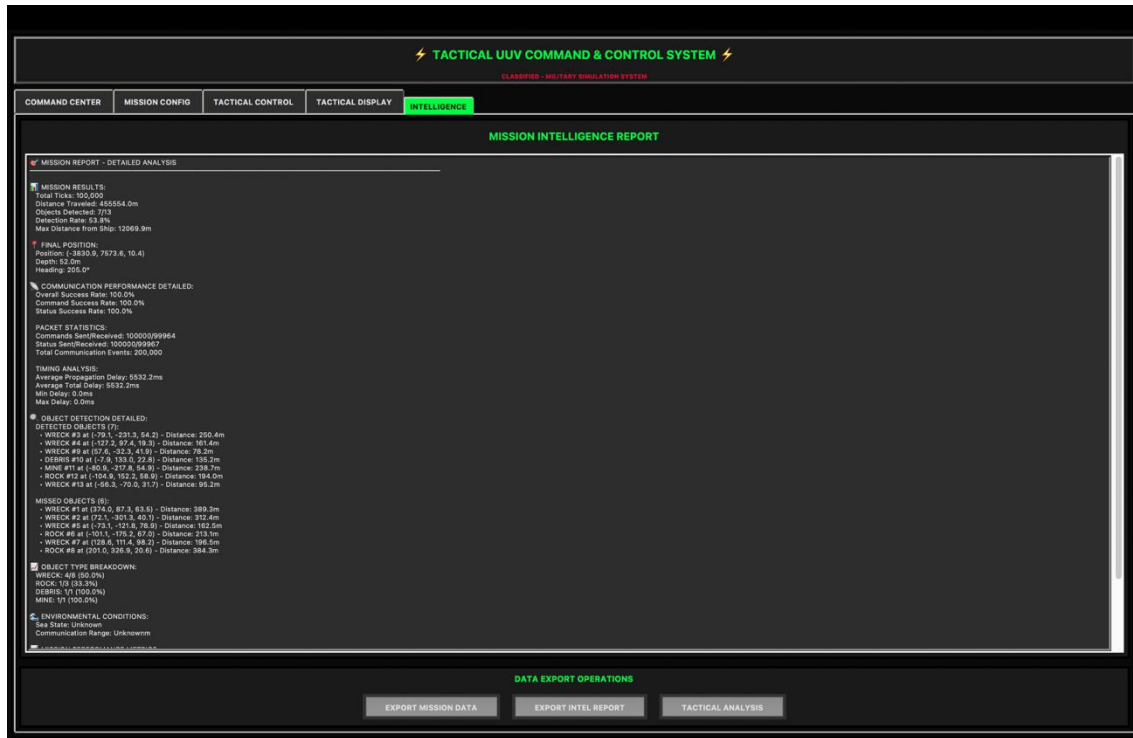 ⚡ TACTICAL UUV COMMAND & CONTROL SYSTEM ⚡
CLASSIFIED - MILITARY SIMULATION SYSTEM
COMMAND CENTER MISSION CONFIG TACTICAL CONTROL TACTICAL DISPLAY INTELLIGENCE
MISSION INTELLIGENCE REPORT
MISSION REPORT - DETAILED ANALYSIS
MISSION RESULTS:
Total Ticks: 100,000
Distance Traveled: 455554.0m
Objects Detected: 7/13
Detection Rate: 53.8%
Max Distance from Ship: 12069.9m
FINAL POSITION:
Position: (-3830.9, 7573.6, 10.4)
Depth: 52.0m
Heading: 205.0°
COMMUNICATION PERFORMANCE DETAILED:
Overall Success Rate: 100.0%
Command Success Rate: 100.0%
Status Success Rate: 100.0%
PACKET STATISTICS:
Commands Sent/Received: 100000/99964
Status Sent/Received: 100000/99967
Total Communication Events: 200,000
TIMING ANALYSIS:
Average Propagation Delay: 5532.2ms
Average Total Delay: 5532.2ms
Min Delay: 0.0ms
Max Delay: 0.0ms
OBJECT DETECTION DETAILED:
DETECTED OBJECTS (7):
• WRECK #3 at (-79.1, -231.3, 54.2) - Distance: 250.4m
• WRECK #4 at (-127.2, 97.4, 19.3) - Distance: 161.4m
• WRECK #9 at (57.6, -32.3, 41.9) - Distance: 78.2m
• DEBRIS #10 at (-7.9, 133.0, 22.8) - Distance: 135.2m
• MINE #11 at (-80.9, -217.8, 54.9) - Distance: 238.7m
• ROCK #12 at (-104.9, 152.2, 58.9) - Distance: 194.0m
• WRECK #13 at (-56.3, -70.0, 31.7) - Distance: 95.2m
MISSED OBJECTS (6):
• WRECK #1 at (374.0, 87.3, 63.5) - Distance: 389.3m
• WRECK #2 at (72.1, -301.3, 40.1) - Distance: 312.4m
• WRECK #5 at (-73.1, -121.8, 78.9) - Distance: 162.5m
• ROCK #6 at (-101.1, -175.2, 67.0) - Distance: 213.1m
• WRECK #7 at (128.6, 111.4, 98.2) - Distance: 196.5m
• ROCK #8 at (201.0, 326.9, 20.6) - Distance: 384.3m
OBJECT TYPE BREAKDOWN:
WRECK: 4/8 (50.0%)
ROCK: 1/3 (33.3%)
DEBRIS: 1/1 (100.0%)
MINE: 1/1 (100.0%)
ENVIRONMENTAL CONDITIONS:
Sea State: Unknown
Communication Range: Unknownm
DATA EXPORT OPERATIONS
EXPORT MISSION DATA EXPORT INTEL REPORT TACTICAL ANALYSIS